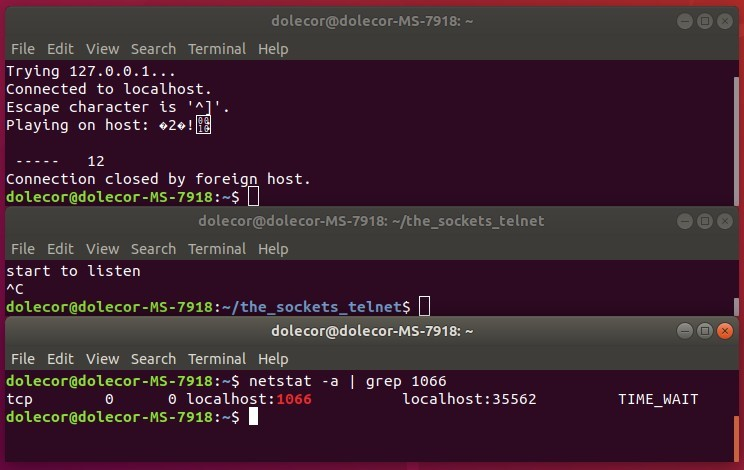 dolecor@dolecor-MS-7918: ~
File Edit View Search Terminal Help
Trying 127.0.0.1...
Connected to localhost.
Escape character is '^]'.
Playing on host: �2�!
 -----   12
Connection closed by foreign host.
dolecor@dolecor-MS-7918:~$
dolecor@dolecor-MS-7918: ~/the_sockets_telnet
File Edit View Search Terminal Help
start to listen
^C
dolecor@dolecor-MS-7918:~/the_sockets_telnet$
dolecor@dolecor-MS-7918: ~
File Edit View Search Terminal Help
dolecor@dolecor-MS-7918:~$ netstat -a | grep 1066
tcp        0      0 localhost:1066          localhost:35562         TIME_WAIT
dolecor@dolecor-MS-7918:~$